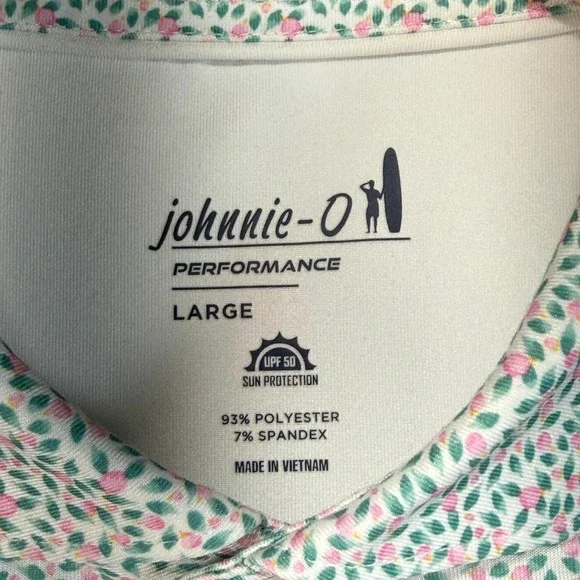 johnnie-O
PERFORMANCE
LARGE
UPF 50
SUN PROTECTION
93% POLYESTER
7% SPANDEX
MADE IN VIETNAM